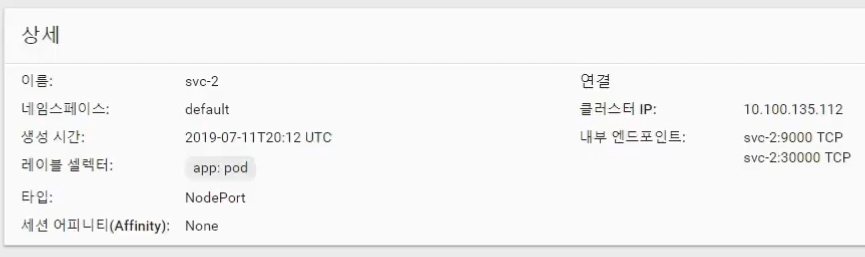 상세
이름: svc-2
네임스페이스: default
생성 시간: 2019-07-11T20:12 UTC
레이블 셀렉터: app: pod
타입: NodePort
세션 어피니티(Affinity): None
연결
클러스터 IP: 10.100.135.112
내부 엔드포인트: svc-2:9000 TCP
svc-2:30000 TCP